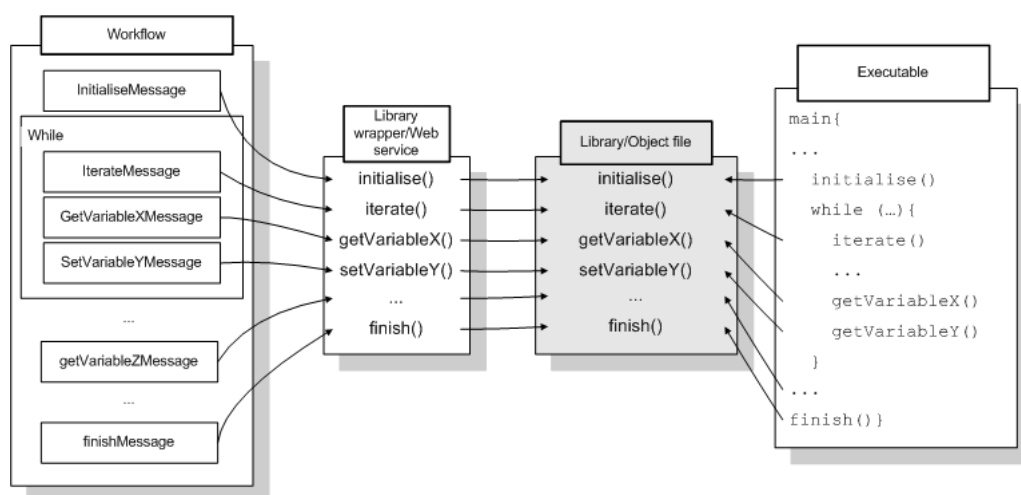 Workflow
InitialiseMessage
While
IterateMessage
GetVariableXMessage
SetVariableYMessage
...
getVariableZMessage
...
finishMessage
Library
wrapper/Web
service
initialise()
iterate()
getVariableX()
setVariableY()
...
finish()
Library/Object file
initialise()
iterate()
getVariableX()
setVariableY()
...
finish()
Executable
main{
...
initialise()
while (…){
iterate()
...
getVariableX()
getVariableY()
}
...
finish()}